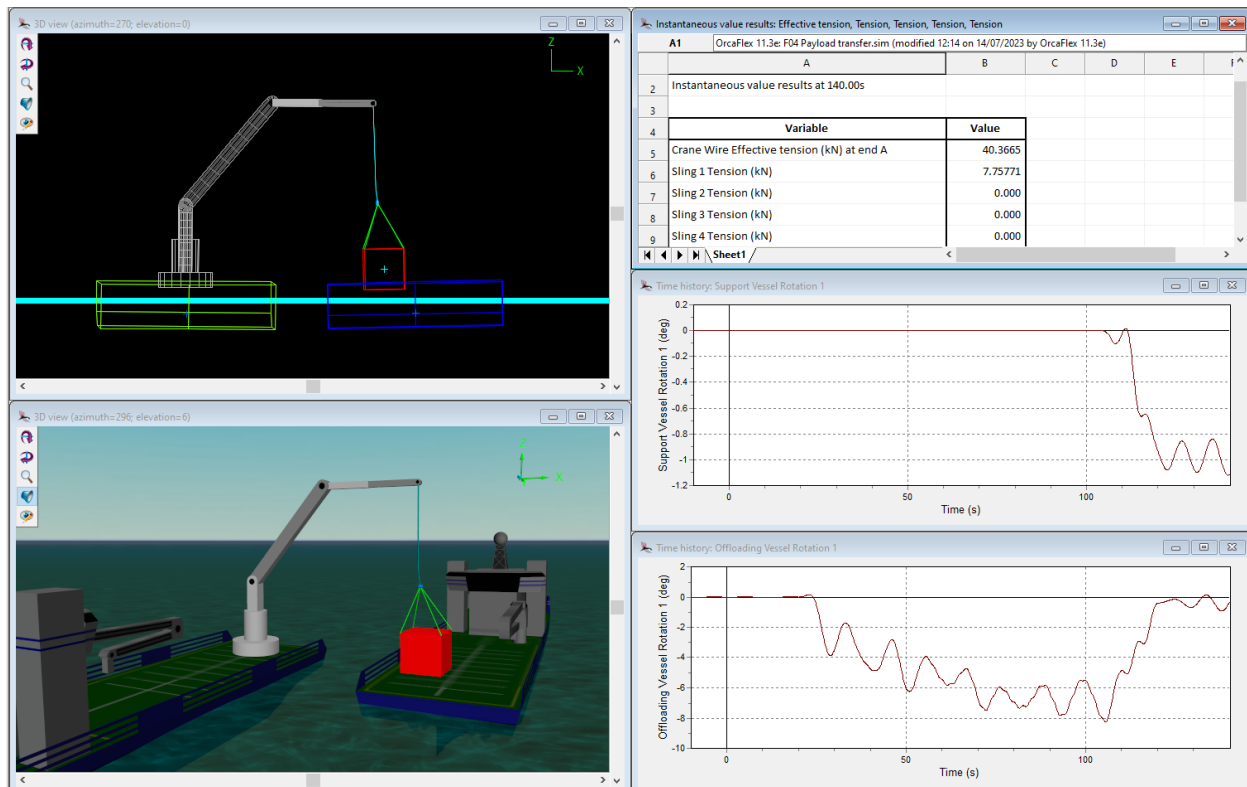 3D view (azimuth=270; elevation=0)
Z
X
Instantaneous value results: Effective tension, Tension, Tension, Tension, Tension
A1 OrcaFlex 11.3e: F04 Payload transfer.sim (modified 12:14 on 14/07/2023 by OrcaFlex 11.3e)
A B C D E F
2 Instantaneous value results at 140.00s
3
4 Variable Value
5 Crane Wire Effective tension (kN) at end A 40.3665
6 Sling 1 Tension (kN) 7.75771
7 Sling 2 Tension (kN) 0.000
8 Sling 3 Tension (kN) 0.000
9 Sling 4 Tension (kN) 0.000
Sheet1
Time history: Support Vessel Rotation 1
Support Vessel Rotation 1 (deg)
0.2
0
-0.2
-0.4
-0.6
-0.8
-1
-1.2
0 50 100
Time (s)
3D view (azimuth=296; elevation=6)
Z
X
Time history: Offloading Vessel Rotation 1
Offloading Vessel Rotation 1 (deg)
2
0
-2
-4
-6
-8
-10
0 50 100
Time (s)